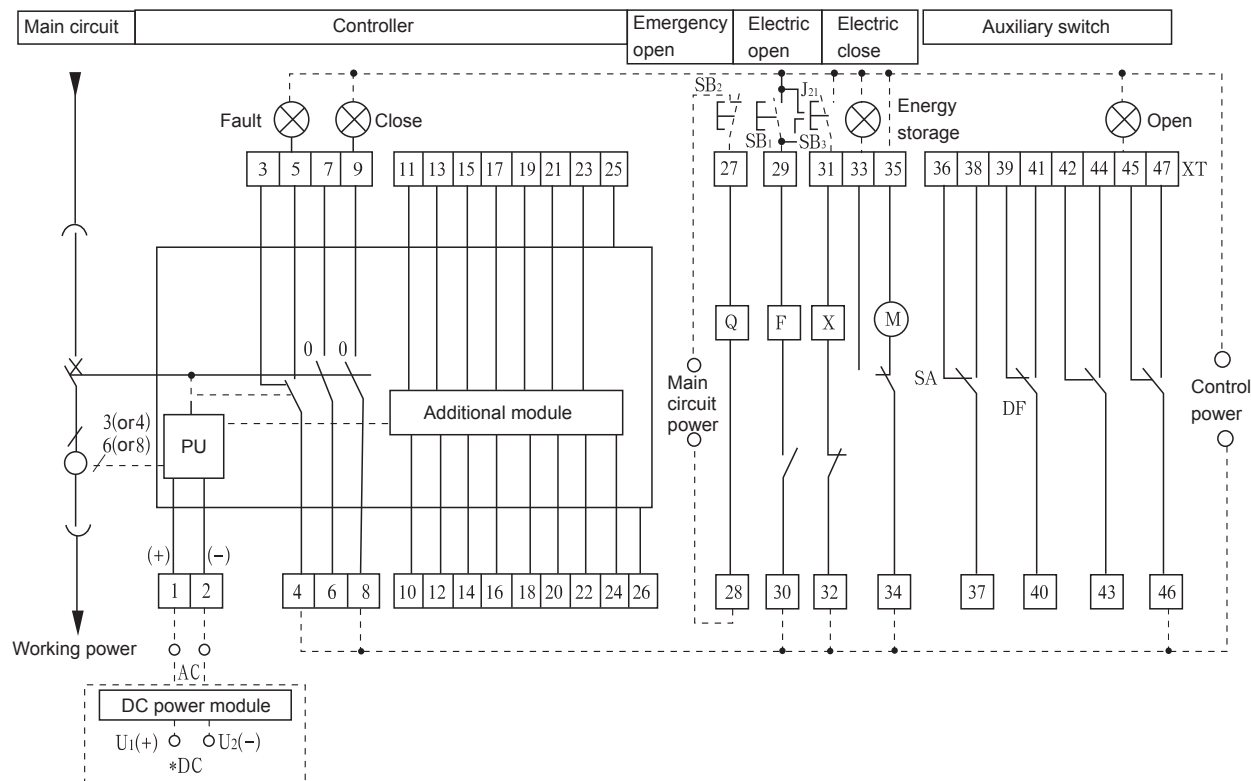 Main circuit
Controller
Emergency open
Electric open
Electric close
Auxiliary switch
SB2
J21
Fault
Close
Energy storage
Open
SB1
SB3
3 5 7 9
11 13 15 17 19 21 23 25
27
29
31 33 35
36 38 39 41 42 44 45 47
XT
Q
F
X
M
0
0
SA
DF
Main circuit power
Control power
3(or4)
6(or8)
PU
Additional module
(+)
(-)
1 2
4 6 8
10 12 14 16 18 20 22 24 26
28
30
32
34
37
40
43
46
Working power
AC
DC power module
U1(+)
U2(-)
*DC